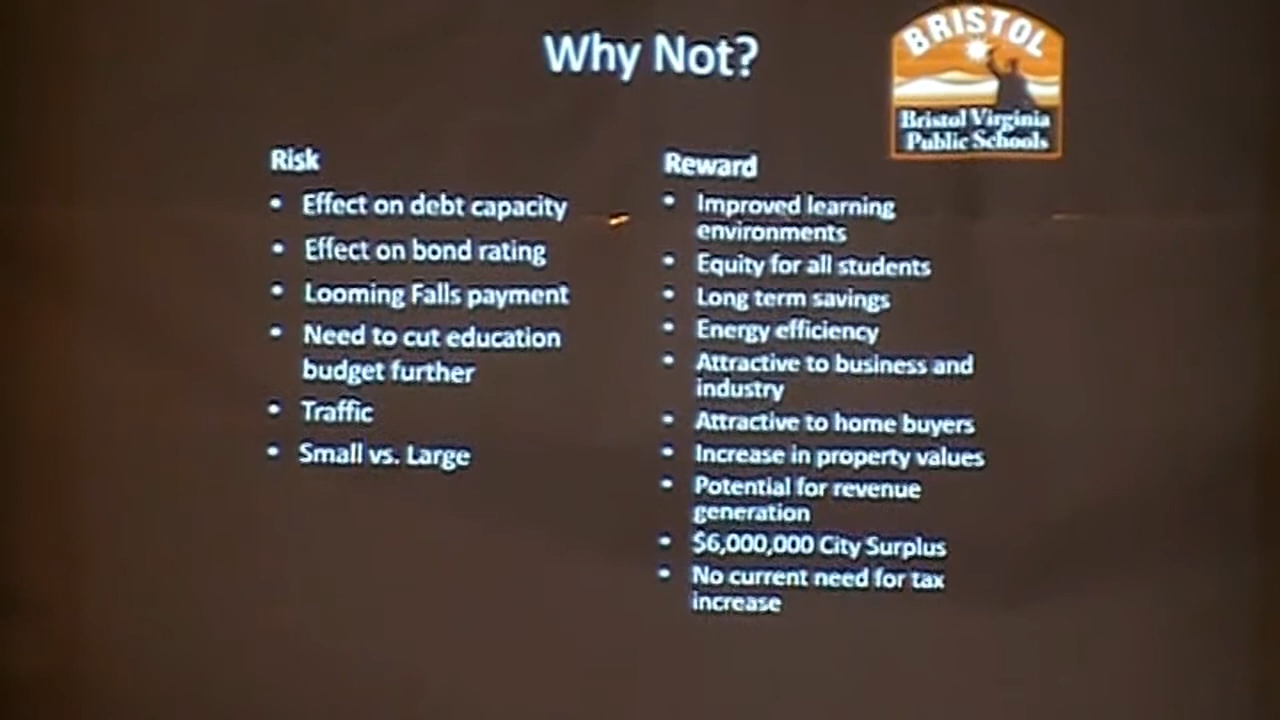 Why Not?
BRISTOL
Bristol Virginia
Public Schools
Risk
• Effect on debt capacity
• Effect on bond rating
• Looming Falls payment
• Need to cut education
budget further
• Traffic
• Small vs. Large
Reward
• Improved learning
environments
• Equity for all students
• Long term savings
• Energy efficiency
• Attractive to business and
industry
• Attractive to home buyers
• Increase in property values
• Potential for revenue
generation
• $6,000,000 City Surplus
• No current need for tax
increase